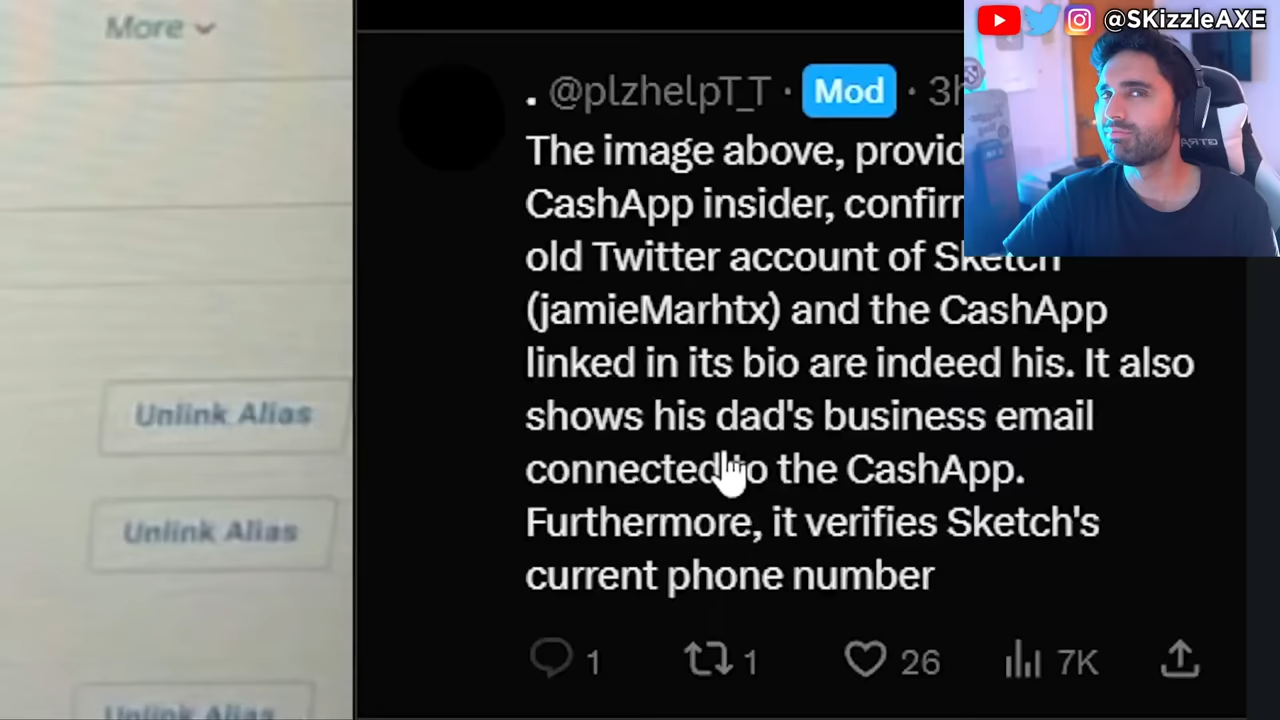 More
Unlink Alias
Unlink Alias
Unlink Alias
@SKizzleAXE
. @plzhelpT_T · Mod · 3h
The image above, provid
CashApp insider, confirm
old Twitter account of Sketch
(jamieMarhtx) and the CashApp
linked in its bio are indeed his. It also
shows his dad's business email
connected to the CashApp.
Furthermore, it verifies Sketch's
current phone number
1 1 26 7K